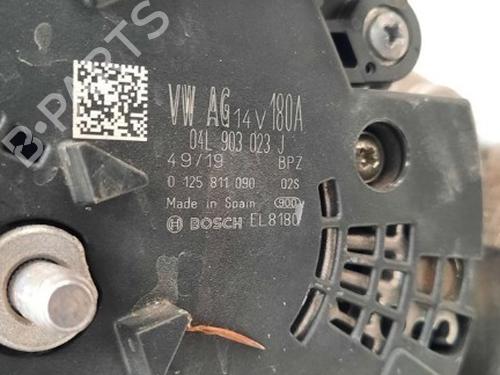 B-PARTS
VW AG 14V 180A
04L 903 023 J
49/19 BPZ
0 125 811 090 02S
Made in Spain 900
BOSCH EL8180